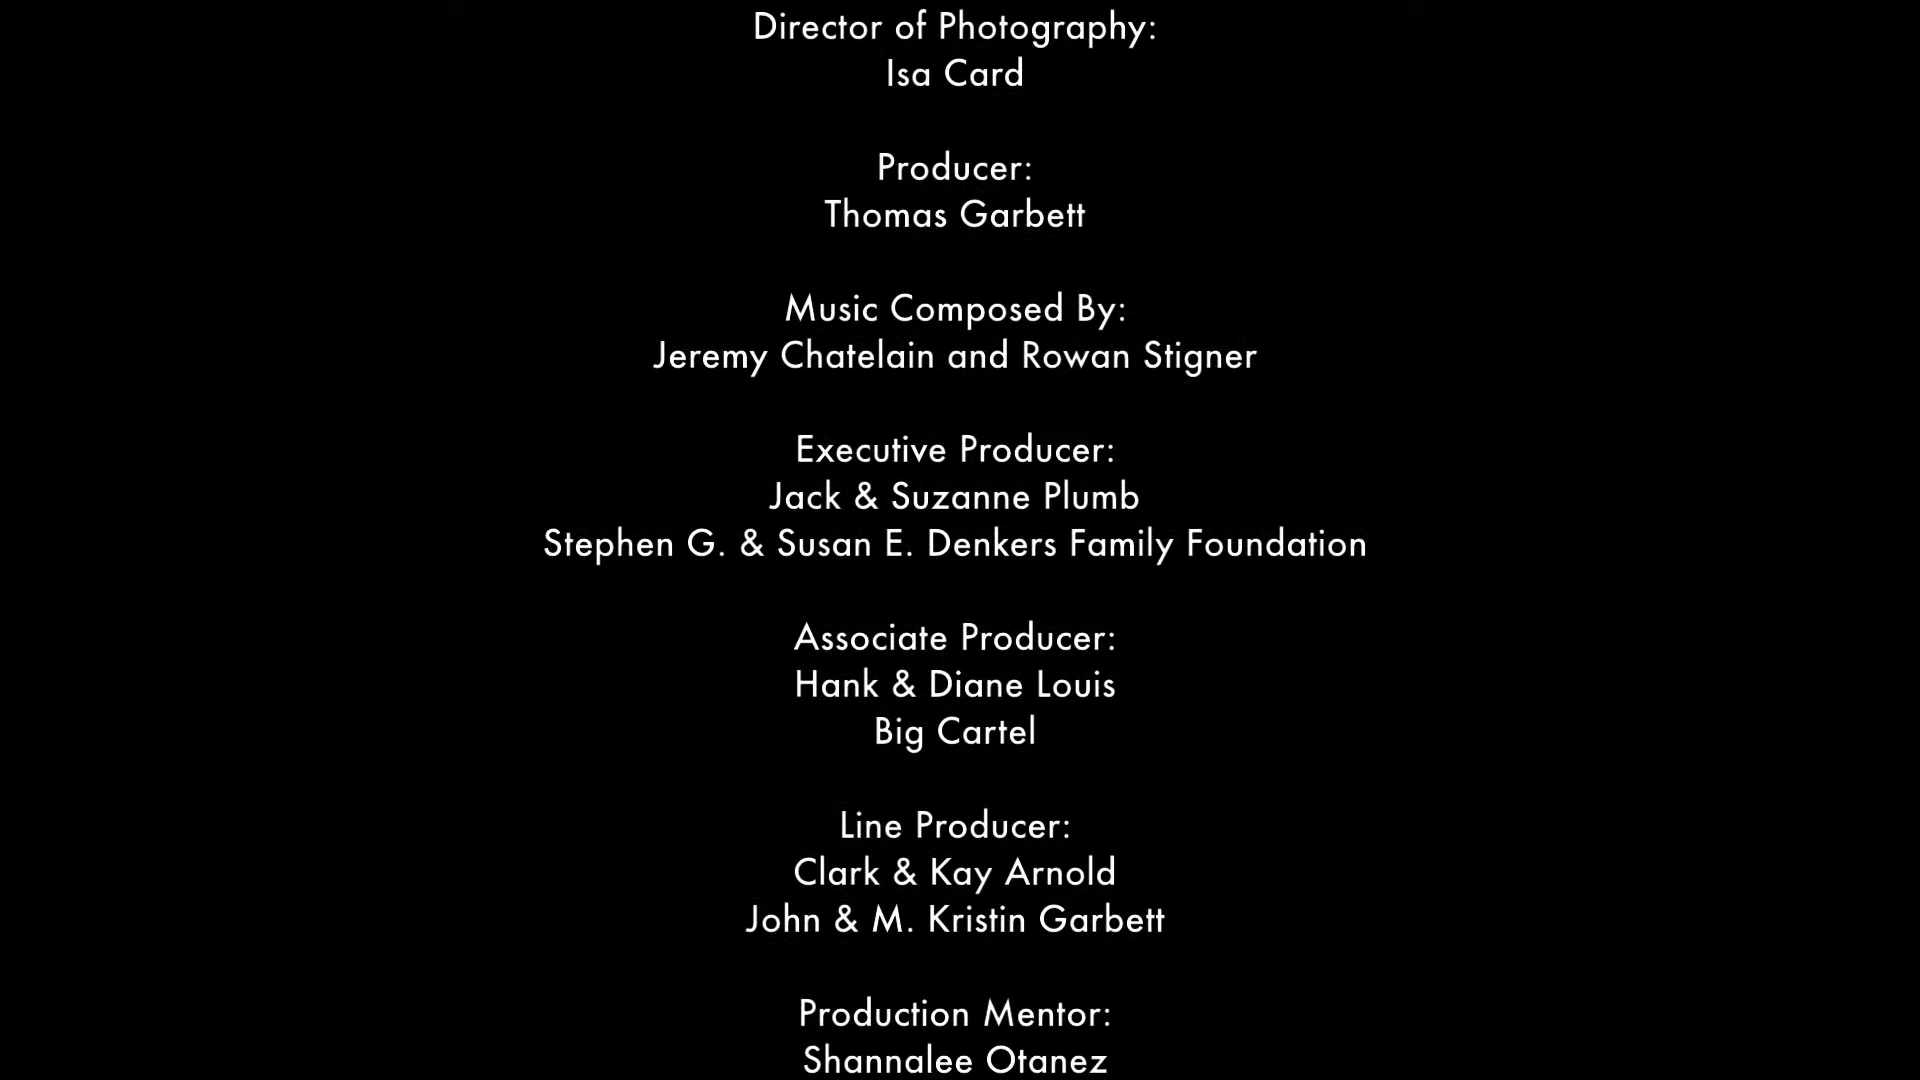 Director of Photography:
Isa Card
Producer:
Thomas Garbett
Music Composed By:
Jeremy Chatelain and Rowan Stigner
Executive Producer:
Jack & Suzanne Plumb
Stephen G. & Susan E. Denkers Family Foundation
Associate Producer:
Hank & Diane Louis
Big Cartel
Line Producer:
Clark & Kay Arnold
John & M. Kristin Garbett
Production Mentor:
Shannalee Otanez